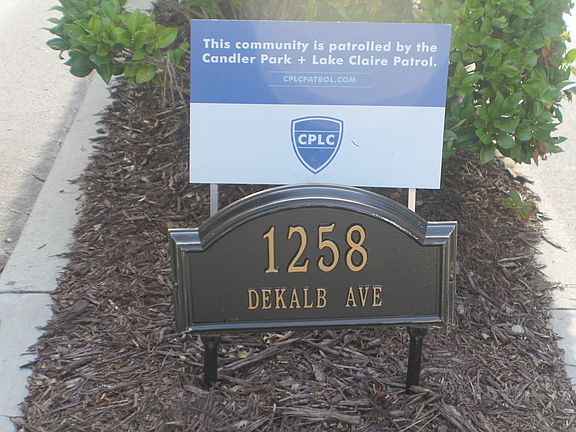 This community is patrolled by the
Candler Park + Lake Claire Patrol.
CPLCPATROL.COM
CPLC
1258
DEKALB AVE